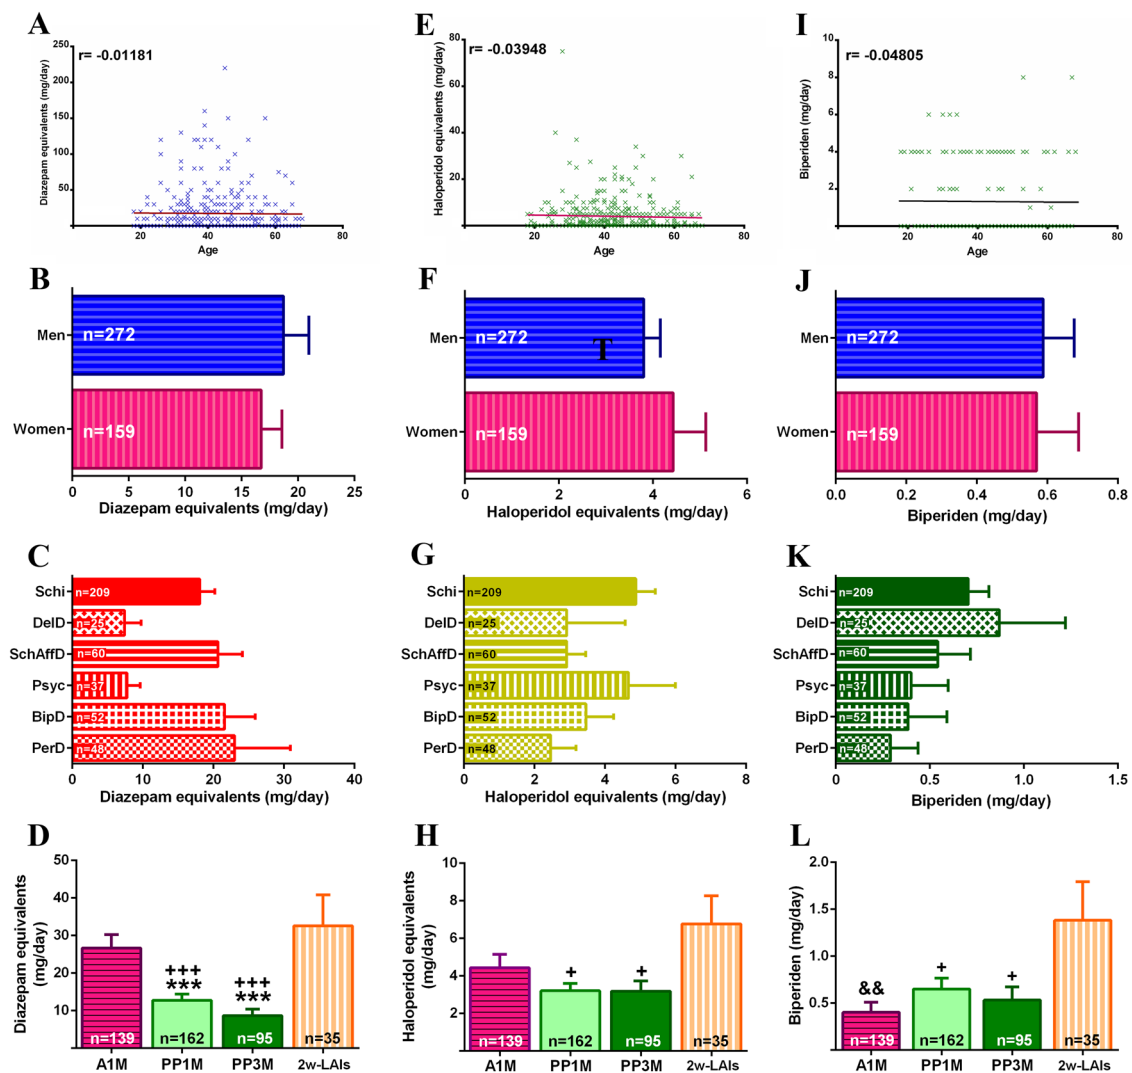 A
Diazepam equivalents (mg/day)
r= -0.01181
250
200
150
100
50
20
40
60
80
Age
E
Haloperidol equivalents (mg/day)
r= -0.03948
80
60
40
20
20
40
60
80
Age
I
Biperiden (mg/day)
r= -0.04805
10
8
6
4
2
20
40
60
80
Age
B
Men
n=272
Women
n=159
0
5
10
15
20
25
Diazepam equivalents (mg/day)
F
Men
n=272
T
Women
n=159
0
2
4
6
Haloperidol equivalents (mg/day)
J
Men
n=272
Women
n=159
0.0
0.2
0.4
0.6
0.8
Biperiden (mg/day)
C
Schi
n=209
DelD
n=25
SchAffD
n=60
Psyc
n=37
BipD
n=52
PerD
n=48
0
10
20
30
40
Diazepam equivalents (mg/day)
G
Schi
n=209
DelD
n=25
SchAffD
n=60
Psyc
n=37
BipD
n=52
PerD
n=48
0
2
4
6
8
Haloperidol equivalents (mg/day)
K
Schi
n=209
DelD
n=25
SchAffD
n=60
Psyc
n=37
BipD
n=52
PerD
n=48
0
0.5
1.0
1.5
Biperiden (mg/day)
D
Diazepam equivalents
(mg/day)
50
40
30
20
10
+++
***
+++
***
n=139
n=162
n=95
n=35
A1M
PP1M
PP3M
2w-LAIs
H
Haloperidol equivalents
(mg/day)
10
8
6
4
2
+
+
n=139
n=162
n=95
n=35
A1M
PP1M
PP3M
2w-LAIs
L
Biperiden (mg/day)
2.0
1.5
1.0
0.5
&&
+
+
n=139
n=162
n=95
n=35
A1M
PP1M
PP3M
2w-LAIs